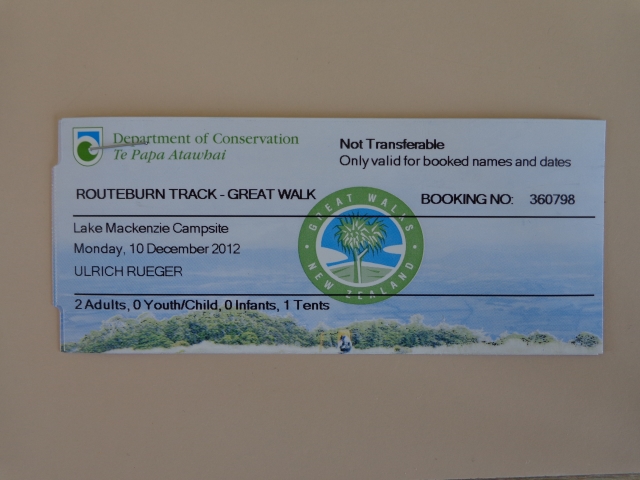 Department of Conservation
Te Papa Atawhai
Not Transferable
Only valid for booked names and dates
ROUTEBURN TRACK - GREAT WALK
BOOKING NO: 360798
Lake Mackenzie Campsite
Monday, 10 December 2012
ULRICH RUEGER
GREAT WALKS
NEW ZEALAND
2 Adults, 0 Youth/Child, 0 Infants, 1 Tents